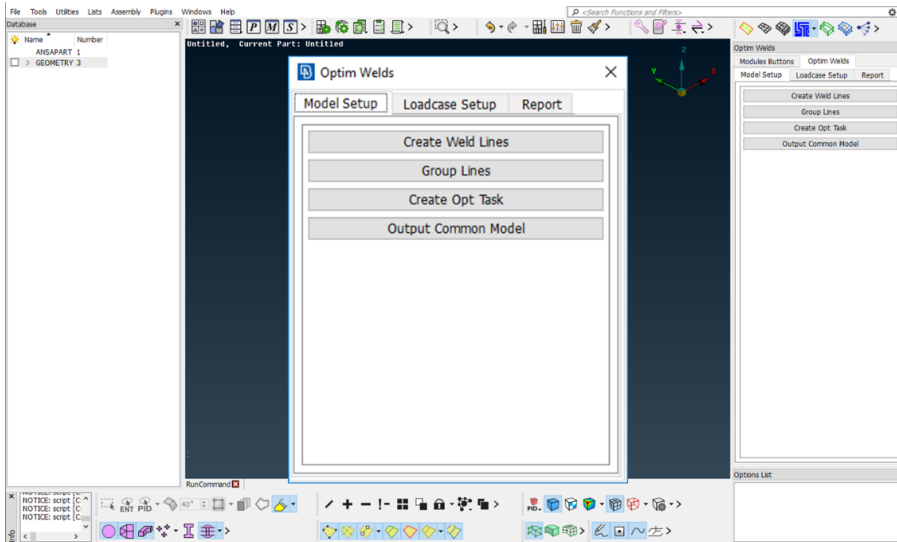 File Tools Utilities Lists Assembly Plugins Windows Help
<Search Functions and Filters>
Database
Name Number
ANSAPART 1
GEOMETRY 3
P M S
Untitled, Current Part: Untitled
Z
Y
X
Optim Welds
Model Setup Loadcase Setup Report
Create Weld Lines
Group Lines
Create Opt Task
Output Common Model
Optim Welds
Modules Buttons Optim Welds
Model Setup Loadcase Setup Report
Create Weld Lines
Group Lines
Create Opt Task
Output Common Model
Options List
RunCommand
Info
NOTICE: script [C:
NOTICE: script [C:
NOTICE: script [C:
ENT PID 40°
PID